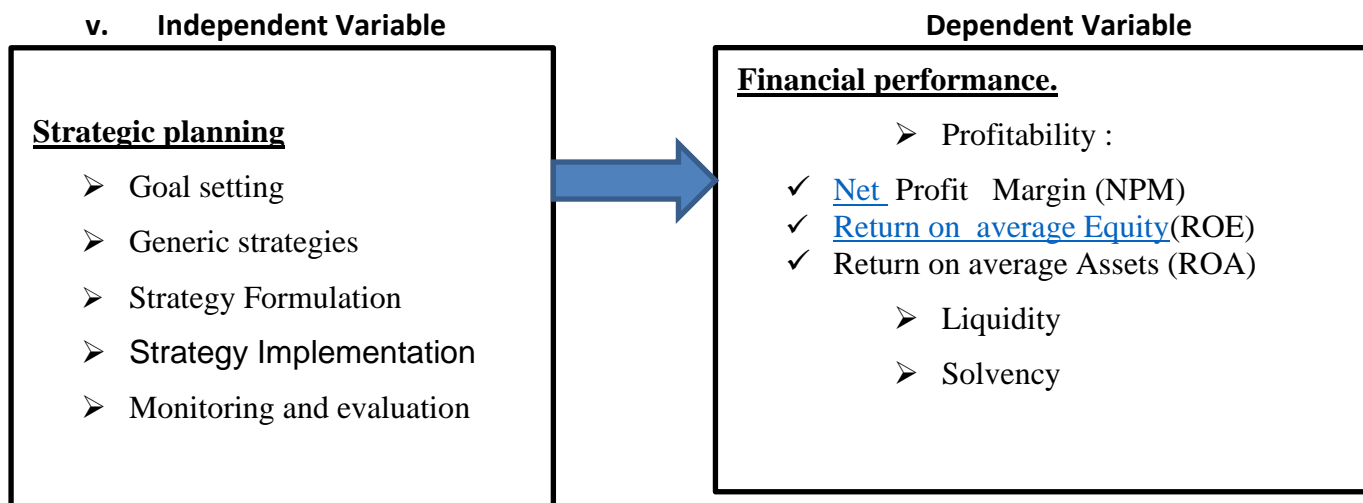 v. Independent Variable
Strategic planning
➢ Goal setting
➢ Generic strategies
➢ Strategy Formulation
➢ Strategy Implementation
➢ Monitoring and evaluation
Dependent Variable
Financial performance.
➢ Profitability :
✓ Net Profit Margin (NPM)
✓ Return on average Equity(ROE)
✓ Return on average Assets (ROA)
➢ Liquidity
➢ Solvency